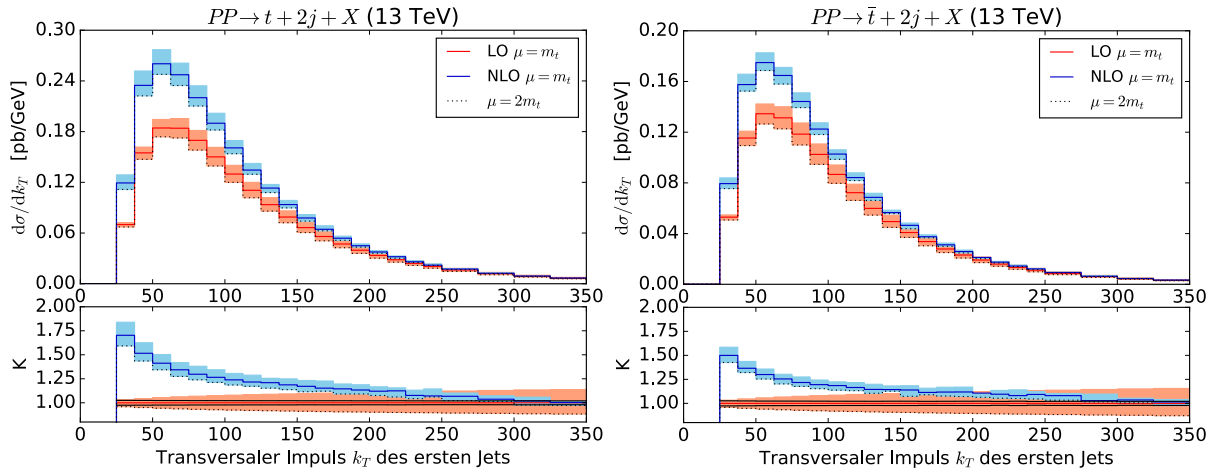 PP → t + 2j + X (13 TeV)
0.30
0.24
0.18
0.12
0.06
0.00
dσ/dk_T [pb/GeV]
LO μ = m_t
NLO μ = m_t
μ = 2m_t
0 50 100 150 200 250 300 350
2.00
1.75
1.50
1.25
1.00
K
0 50 100 150 200 250 300 350
Transversaler Impuls k_T des ersten Jets
PP → t̄ + 2j + X (13 TeV)
0.20
0.16
0.12
0.08
0.04
0.00
dσ/dk_T [pb/GeV]
LO μ = m_t
NLO μ = m_t
μ = 2m_t
0 50 100 150 200 250 300 350
2.00
1.75
1.50
1.25
1.00
K
0 50 100 150 200 250 300 350
Transversaler Impuls k_T des ersten Jets